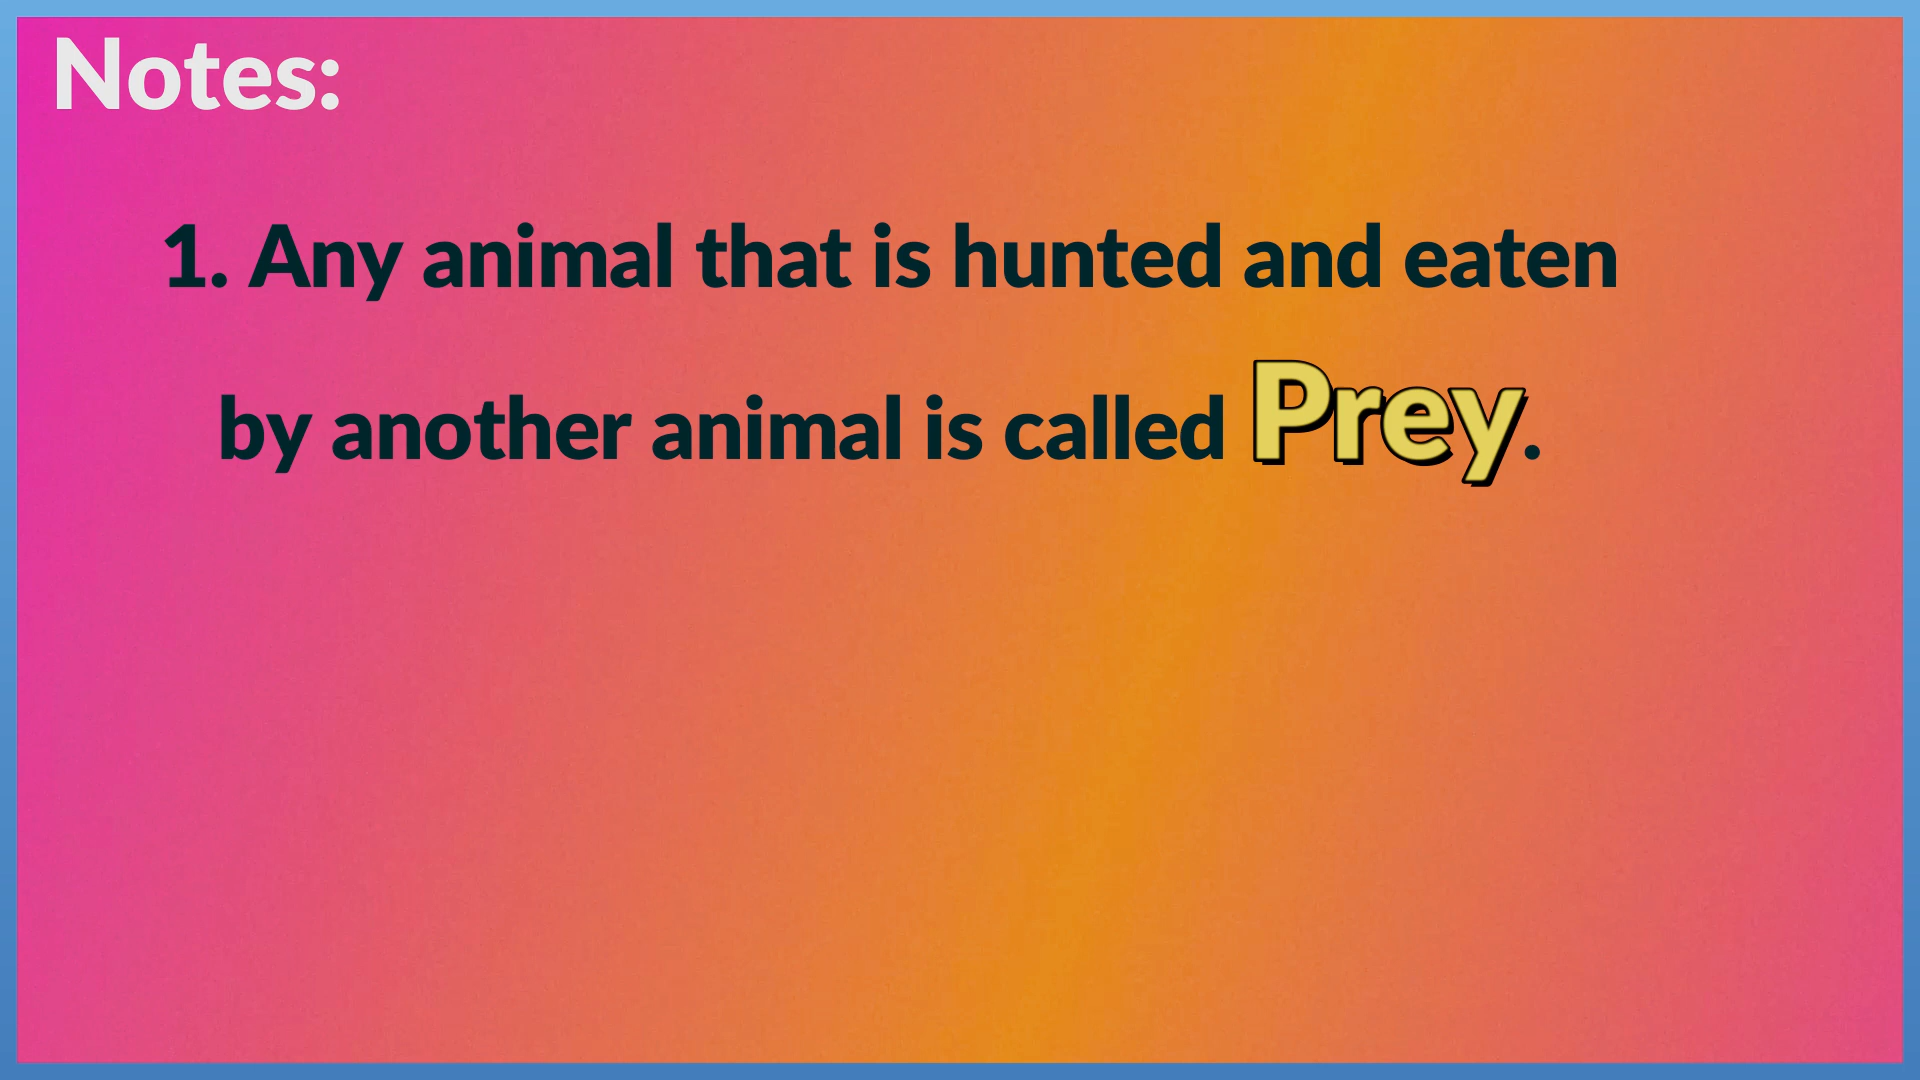 Notes:
1. Any animal that is hunted and eaten
by another animal is called Prey.